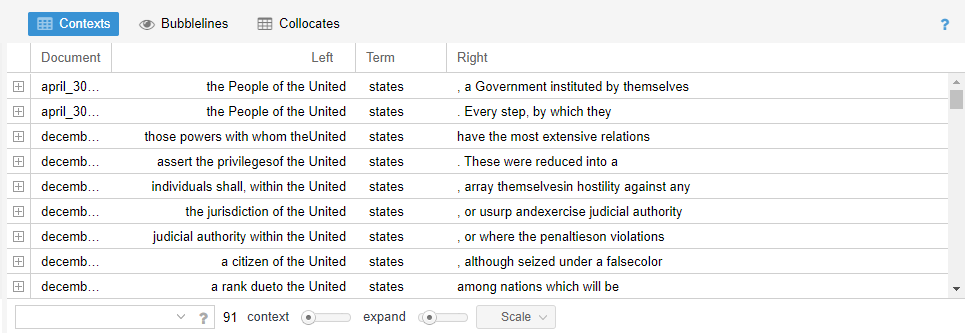 Contexts Bubblelines Collocates ?
Document Left Term Right
april_30... the People of the United states , a Government instituted by themselves
april_30... the People of the United states . Every step, by which they
decemb... those powers with whom theUnited states have the most extensive relations
decemb... assert the privilegesof the United states . These were reduced into a
decemb... individuals shall, within the United states , array themselvesin hostility against any
decemb... the jurisdiction of the United states , or usurp andexercise judicial authority
decemb... judicial authority within the United states , or where the penaltieson violations
decemb... a citizen of the United states , although seized under a falsecolor
decemb... a rank dueto the United states among nations which will be
? 91 context expand Scale